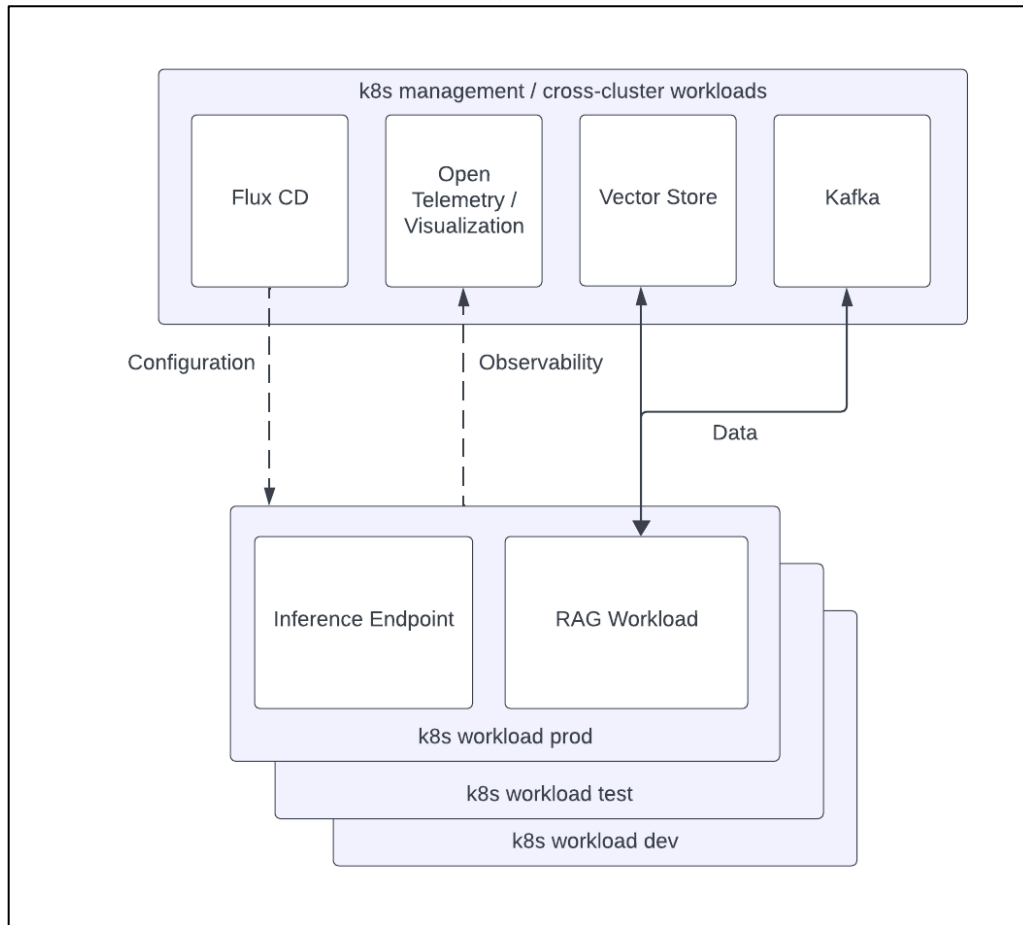 k8s management / cross-cluster workloads
Flux CD
Open
Telemetry /
Visualization
Vector Store
Kafka
Configuration
Observability
Data
Inference Endpoint
RAG Workload
k8s workload prod
k8s workload test
k8s workload dev